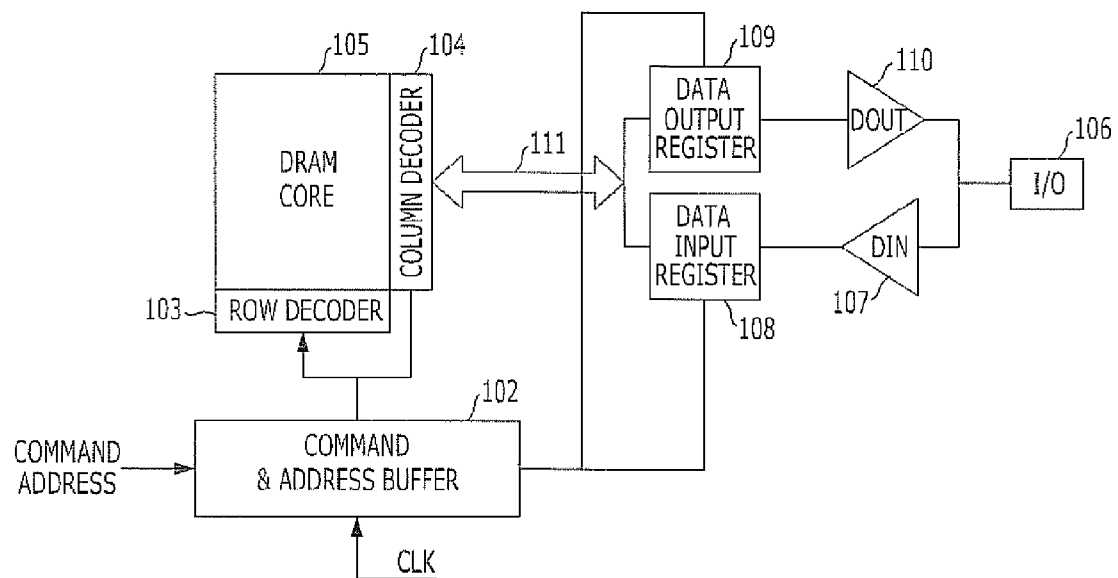 105
104
DRAM
CORE
COLUMN DECODER
103
ROW DECODER
111
109
DATA
OUTPUT
REGISTER
110
DOUT
106
I/O
DATA
INPUT
REGISTER
108
DIN
107
102
COMMAND
ADDRESS
COMMAND
& ADDRESS BUFFER
CLK